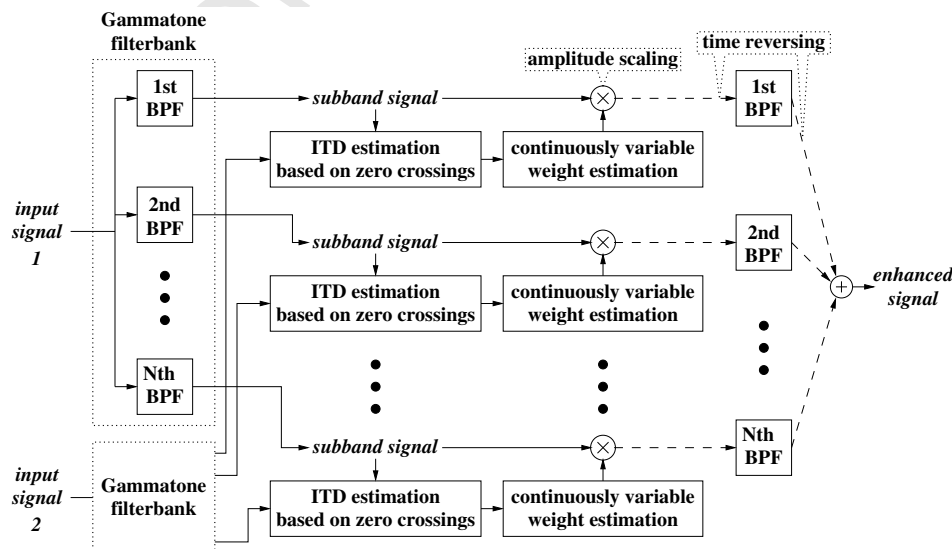 Gammatone
filterbank
amplitude scaling
time reversing
1st
BPF
subband signal
×
1st
BPF
ITD estimation
based on zero crossings
continuously variable
weight estimation
input
signal
1
2nd
BPF
subband signal
×
2nd
BPF
ITD estimation
based on zero crossings
continuously variable
weight estimation
+
enhanced
signal
Nth
BPF
subband signal
×
Nth
BPF
input
signal
2
Gammatone
filterbank
ITD estimation
based on zero crossings
continuously variable
weight estimation